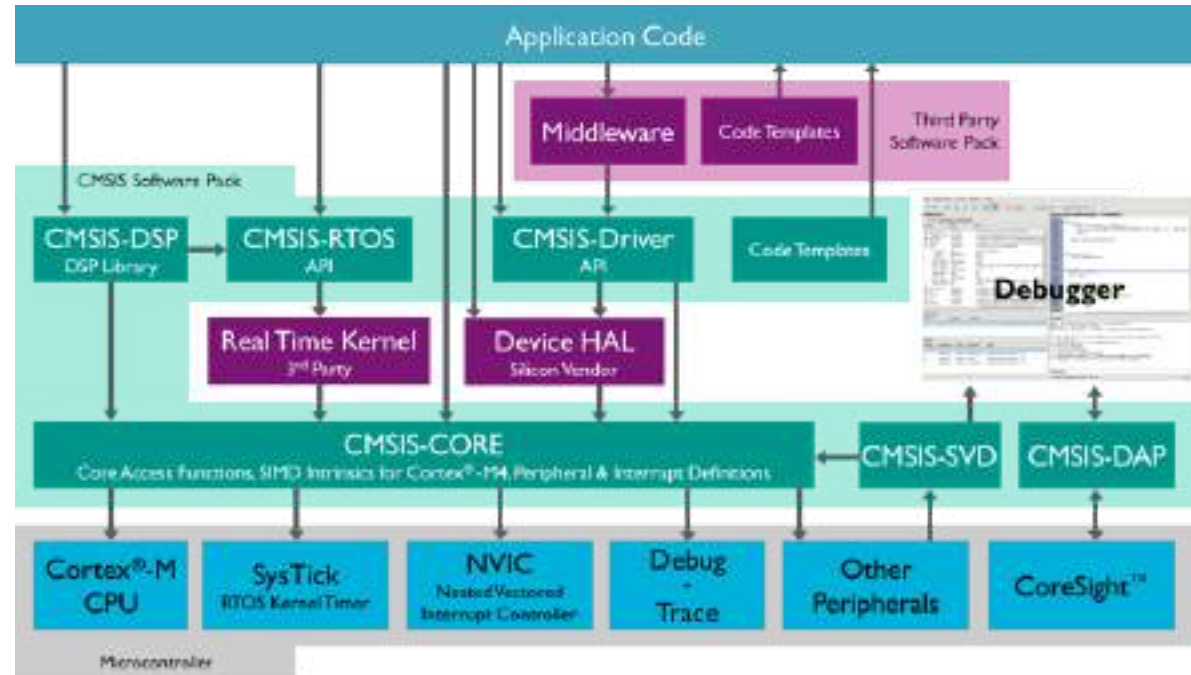 Application Code
Middleware
Code Templates
Third Party
Software Pack
CMSIS Software Pack
CMSIS-DSP
DSP Library
CMSIS-RTOS
API
CMSIS-Driver
API
Code Templates
Debugger
Real Time Kernel
3rd Party
Device HAL
Silicon Vendor
CMSIS-CORE
Core Access Functions, SIMD Intrinsics for Cortex®-M4, Peripheral & Interrupt Definitions
CMSIS-SVD
CMSIS-DAP
Cortex®-M
CPU
SysTick
RTOS Kernel Timer
NVIC
Nested Vectored
Interrupt Controller
Debug
-
Trace
Other
Peripherals
CoreSight™
Microcontroller